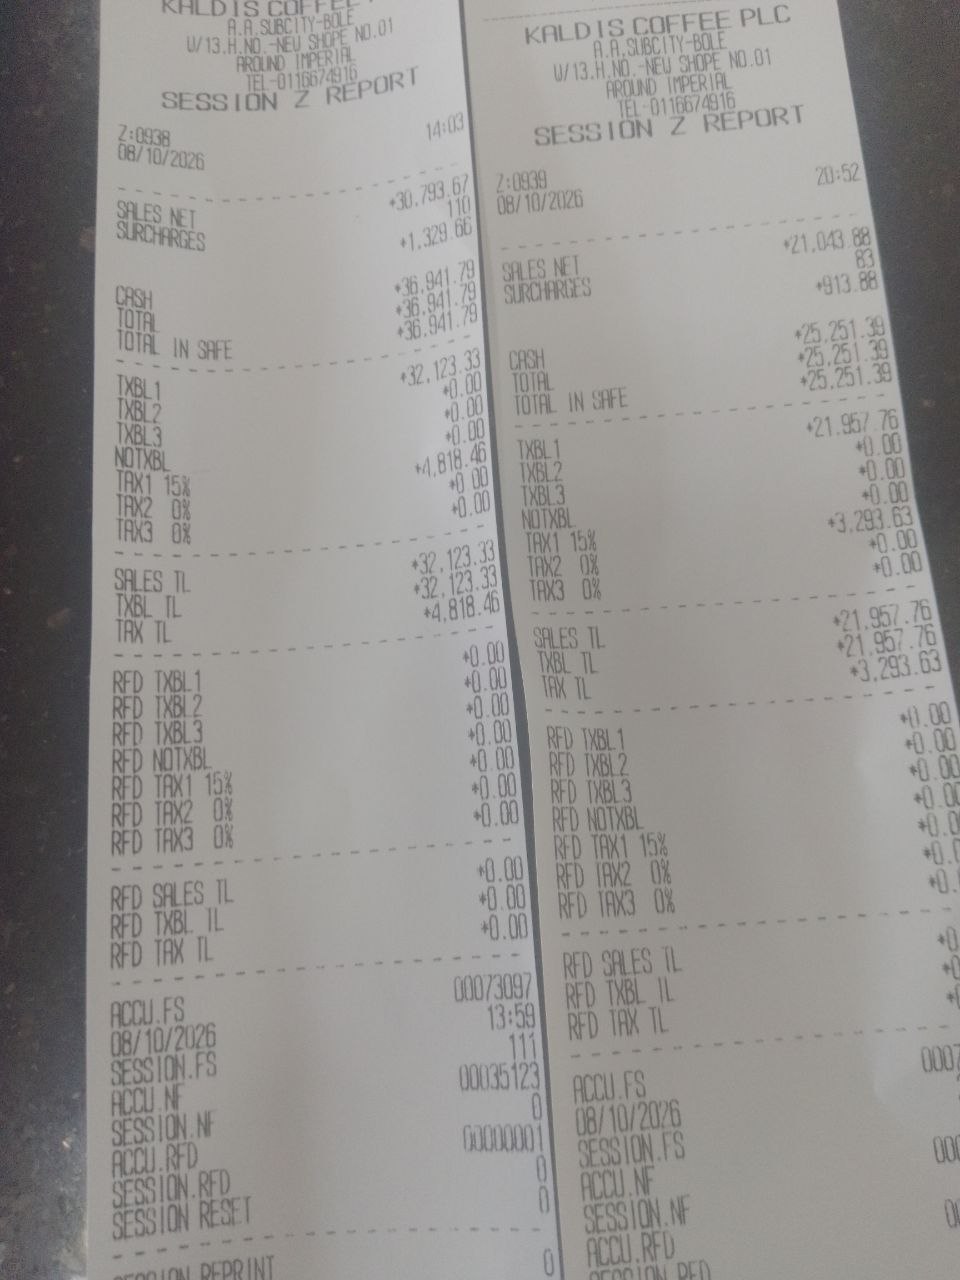 KALDIS COFFEE
A.A,SUBCITY-BOLE
W/13.H.NO.-NEW SHOPE NO.01
AROUND IMPERIAL
TEL-0116674916
SESSION Z REPORT
Z:0938 14:03
08/10/2026
SALES NET *30,793.67
110
SURCHARGES *1,329.66
CASH *36,941.79
TOTAL *36,941.79
TOTAL IN SAFE *36,941.79
TXBL1 *32,123.33
TXBL2 *0.00
TXBL3 *0.00
NOTXBL *0.00
TAX1 15% *4,818.46
TAX2 0% *0.00
TAX3 0% *0.00
SALES TL *32,123.33
TXBL TL *32,123.33
TAX TL *4,818.46
RFD TXBL1 *0.00
RFD TXBL2 *0.00
RFD TXBL3 *0.00
RFD NOTXBL *0.00
RFD TAX1 15% *0.00
RFD TAX2 0% *0.00
RFD TAX3 0% *0.00
RFD SALES TL *0.00
RFD TXBL TL *0.00
RFD TAX TL *0.00
ACCU.FS 00073097
08/10/2026 13:59
SESSION.FS 111
ACCU.NF 00035123
SESSION.NF 0
ACCU.RFD 00000001
SESSION.RFD 0
SESSION RESET 0
SESSION REPRINT 0
KALDIS COFFEE PLC
A.A,SUBCITY-BOLE
W/13.H.NO.-NEW SHOPE NO.01
AROUND IMPERIAL
TEL-0116674916
SESSION Z REPORT
Z:0939 20:52
08/10/2026
SALES NET *21,043.88
83
SURCHARGES *913.88
CASH *25,251.39
TOTAL *25,251.39
TOTAL IN SAFE *25,251.39
TXBL1 *21,957.76
TXBL2 *0.00
TXBL3 *0.00
NOTXBL
TAX1 15% *3,293.63
TAX2 0% *0.00
TAX3 0% *0.00
SALES TL *21,957.76
TXBL TL *21,957.76
TAX TL *3,293.63
RFD TXBL1 *0.00
RFD TXBL2 *0.00
RFD TXBL3 *0.00
RFD NOTXBL *0.00
RFD TAX1 15%
RFD TAX2 0%
RFD TAX3 0%
RFD SALES TL
RFD TXBL TL
RFD TAX TL
ACCU.FS
08/10/2026
SESSION.FS
ACCU.NF
SESSION.NF
ACCU.RFD
SESSION.RFD